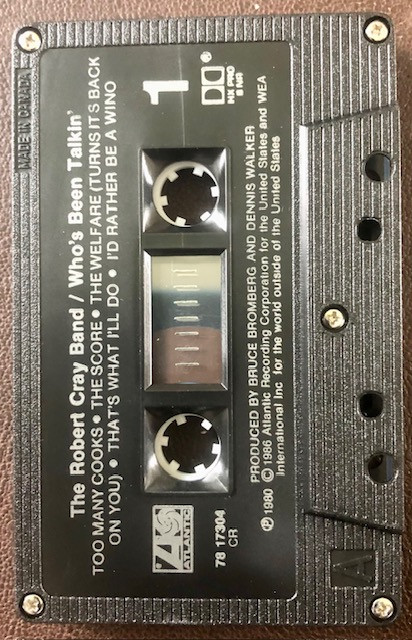 MADE IN CANADA
The Robert Cray Band / Who's Been Talkin'
TOO MANY COOKS • THE SCORE • THE WELFARE (TURNS ITS BACK
ON YOU) • THAT'S WHAT I'LL DO • I'D RATHER BE A WINO
ATLANTIC
78 17304
CR
1
®
HX PRO
B NR
PRODUCED BY BRUCE BROMBERG AND DENNIS WALKER
℗ 1980 © 1986 Atlantic Recording Corporation for the United States and WEA
International Inc for the world outside of the United States
A